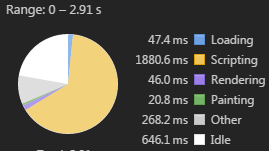 Range: 0 – 2.91 s
47.4 ms Loading
1880.6 ms Scripting
46.0 ms Rendering
20.8 ms Painting
268.2 ms Other
646.1 ms Idle